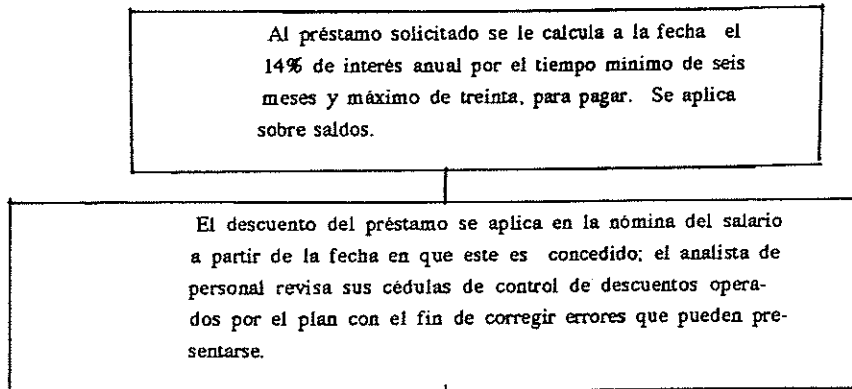 Al préstamo solicitado se le calcula a la fecha el
14% de interés anual por el tiempo minimo de seis
meses y máximo de treinta, para pagar. Se aplica
sobre saldos.
El descuento del préstamo se aplica en la nómina del salario
a partir de la fecha en que este es concedido; el analista de
personal revisa sus cédulas de control de descuentos opera-
dos por el plan con el fin de corregir errores que pueden pre-
sentarse.